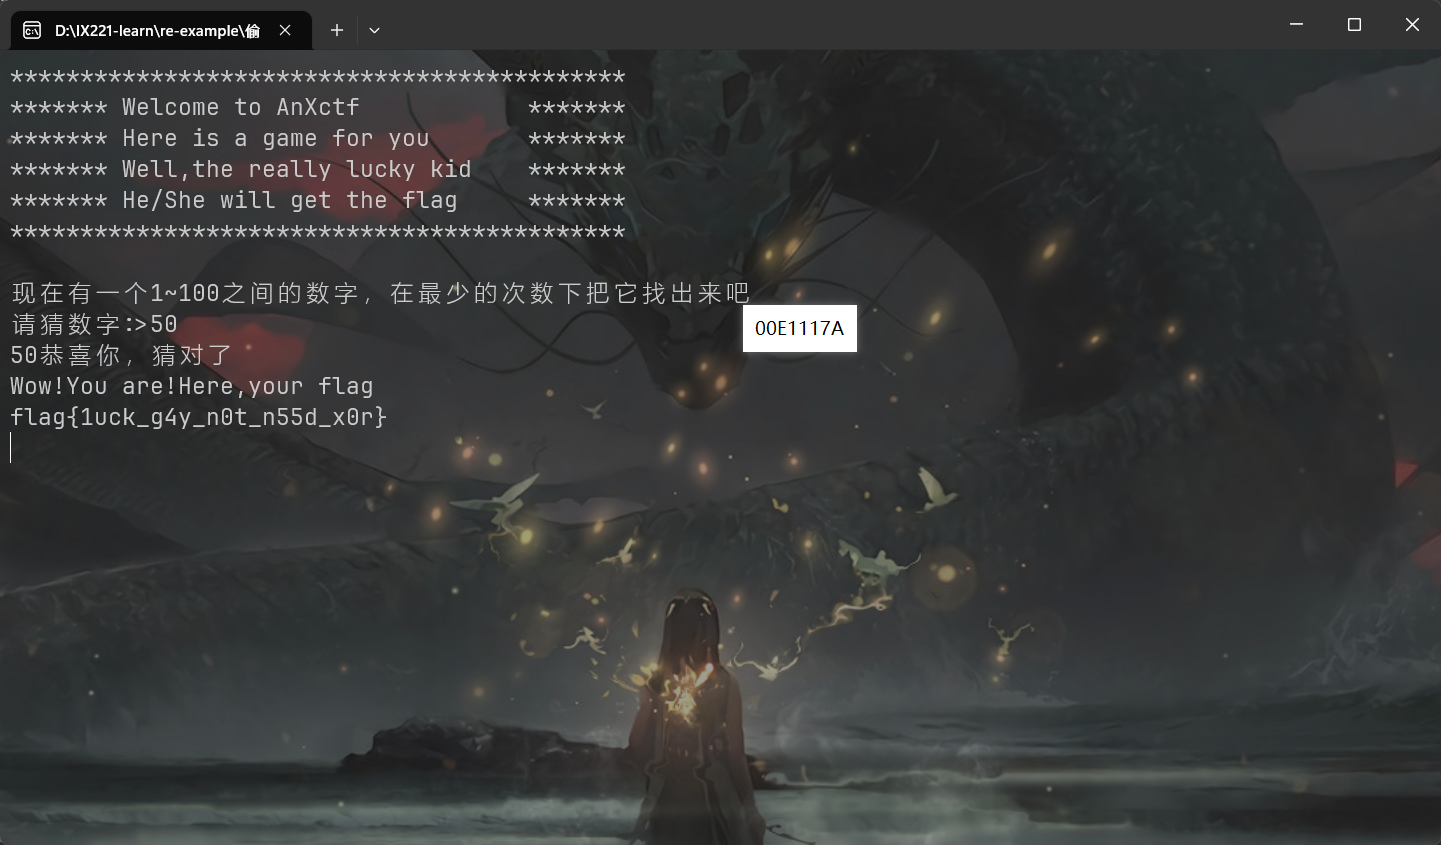 D:\IX221-learn\re-example\偷
********************************************
******* Welcome to AnXctf *******
******* Here is a game for you *******
******* Well,the really lucky kid *******
******* He/She will get the flag *******
********************************************
现在有一个1~100之间的数字，在最少的次数下把它找出来吧
请猜数字:>50
00E1117A
50恭喜你，猜对了
Wow!You are!Here,your flag
flag{1uck_g4y_n0t_n55d_x0r}